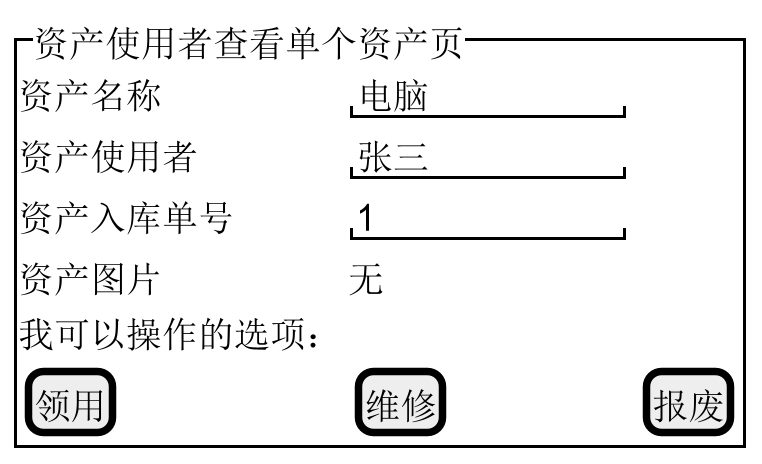 资产使用者查看单个资产页
资产名称 电脑
资产使用者 张三
资产入库单号 1
资产图片 无
我可以操作的选项：
领用 维修 报废